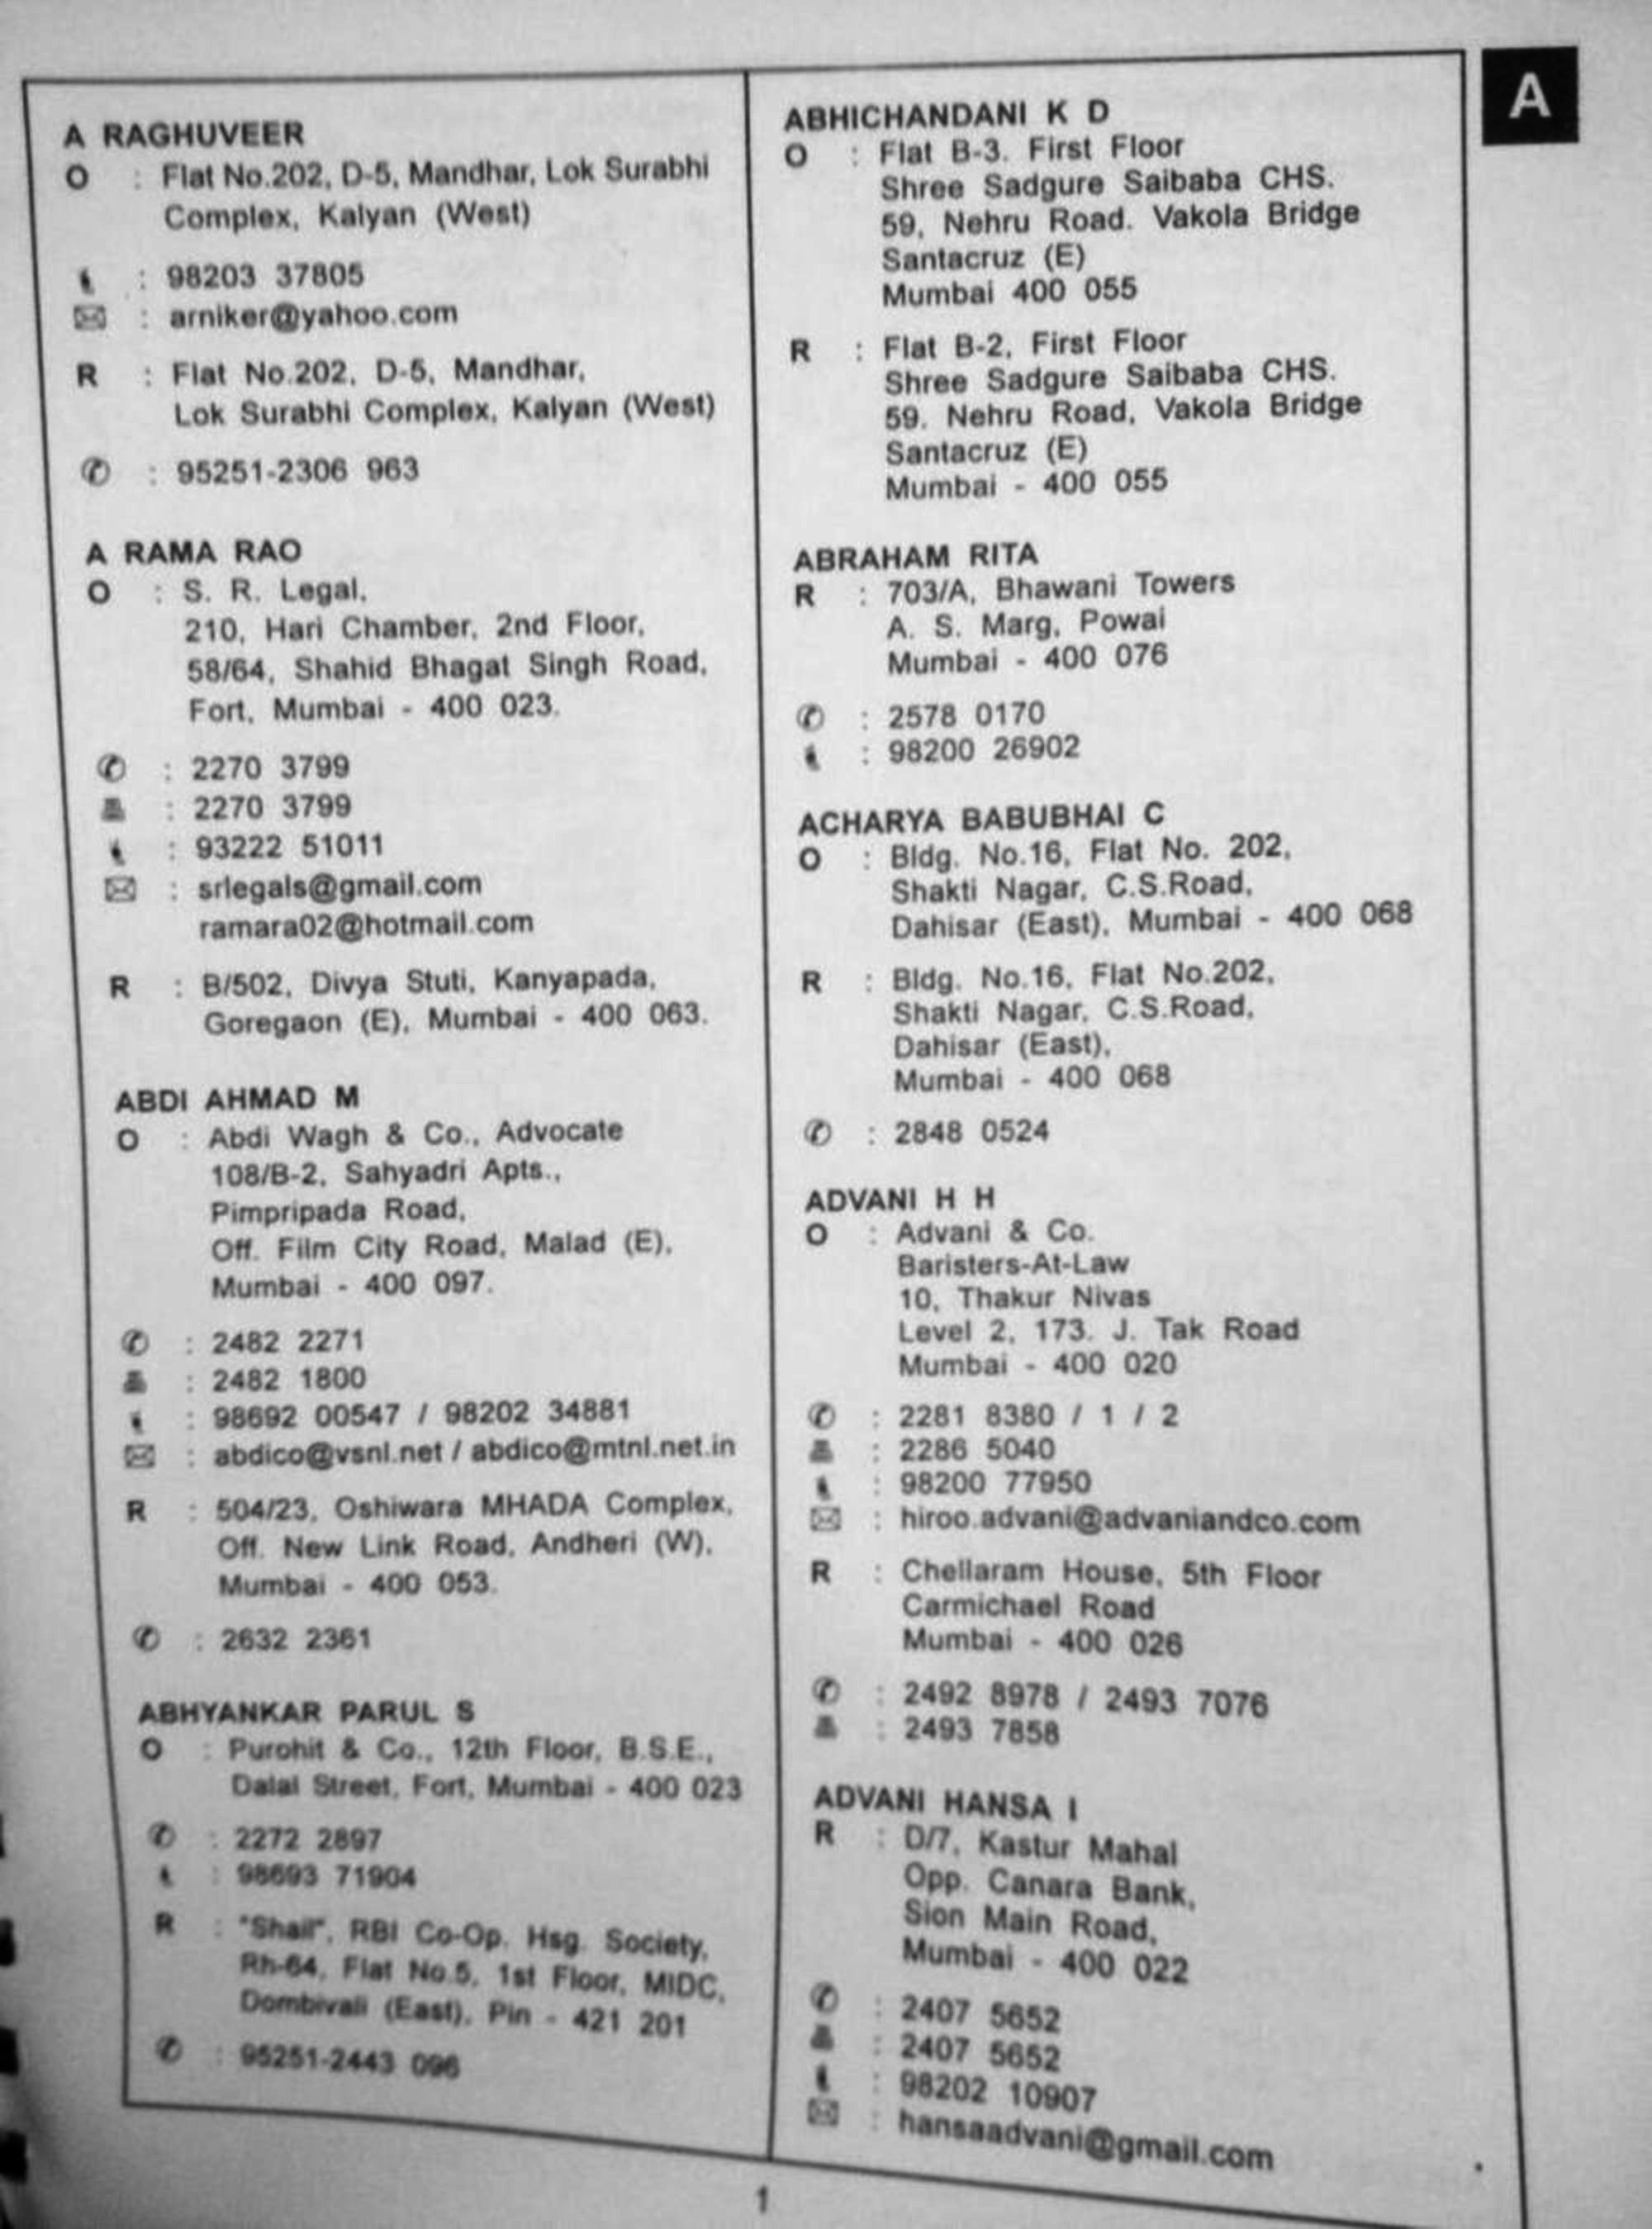 A
A RAGHUVEER
O : Flat No.202, D-5, Mandhar, Lok Surabhi
Complex, Kalyan (West)
: 98203 37805
: arniker@yahoo.com
R : Flat No.202, D-5, Mandhar,
Lok Surabhi Complex, Kalyan (West)
: 95251-2306 963
A RAMA RAO
O : S. R. Legal,
210, Hari Chamber, 2nd Floor,
58/64, Shahid Bhagat Singh Road,
Fort, Mumbai - 400 023.
: 2270 3799
: 2270 3799
: 93222 51011
: srlegals@gmail.com
ramara02@hotmail.com
R : B/502, Divya Stuti, Kanyapada,
Goregaon (E), Mumbai - 400 063.
ABDI AHMAD M
O : Abdi Wagh & Co., Advocate
108/B-2, Sahyadri Apts.,
Pimpripada Road,
Off. Film City Road, Malad (E),
Mumbai - 400 097.
: 2482 2271
: 2482 1800
: 98692 00547 / 98202 34881
: abdico@vsnl.net / abdico@mtnl.net.in
R : 504/23, Oshiwara MHADA Complex,
Off. New Link Road, Andheri (W),
Mumbai - 400 053.
: 2632 2361
ABHYANKAR PARUL S
O : Purohit & Co., 12th Floor, B.S.E.,
Dalal Street, Fort, Mumbai - 400 023
: 2272 2897
: 98693 71904
R : "Shail", RBI Co-Op. Hsg. Society,
Rh-64, Flat No.5, 1st Floor, MIDC,
Dombivali (East), Pin - 421 201
: 95251-2443 096
ABHICHANDANI K D
O : Flat B-3. First Floor
Shree Sadgure Saibaba CHS.
59, Nehru Road. Vakola Bridge
Santacruz (E)
Mumbai 400 055
R : Flat B-2, First Floor
Shree Sadgure Saibaba CHS.
59. Nehru Road, Vakola Bridge
Santacruz (E)
Mumbai - 400 055
ABRAHAM RITA
R : 703/A, Bhawani Towers
A. S. Marg, Powai
Mumbai - 400 076
: 2578 0170
: 98200 26902
ACHARYA BABUBHAI C
O : Bldg. No.16, Flat No. 202,
Shakti Nagar, C.S.Road,
Dahisar (East), Mumbai - 400 068
R : Bldg. No.16, Flat No.202,
Shakti Nagar, C.S.Road,
Dahisar (East),
Mumbai - 400 068
: 2848 0524
ADVANI H H
O : Advani & Co.
Baristers-At-Law
10, Thakur Nivas
Level 2, 173. J. Tak Road
Mumbai - 400 020
: 2281 8380 / 1 / 2
: 2286 5040
: 98200 77950
: hiroo.advani@advaniandco.com
R : Chellaram House, 5th Floor
Carmichael Road
Mumbai - 400 026
: 2492 8978 / 2493 7076
: 2493 7858
ADVANI HANSA I
R : D/7, Kastur Mahal
Opp. Canara Bank,
Sion Main Road,
Mumbai - 400 022
: 2407 5652
: 2407 5652
: 98202 10907
: hansaadvani@gmail.com
1